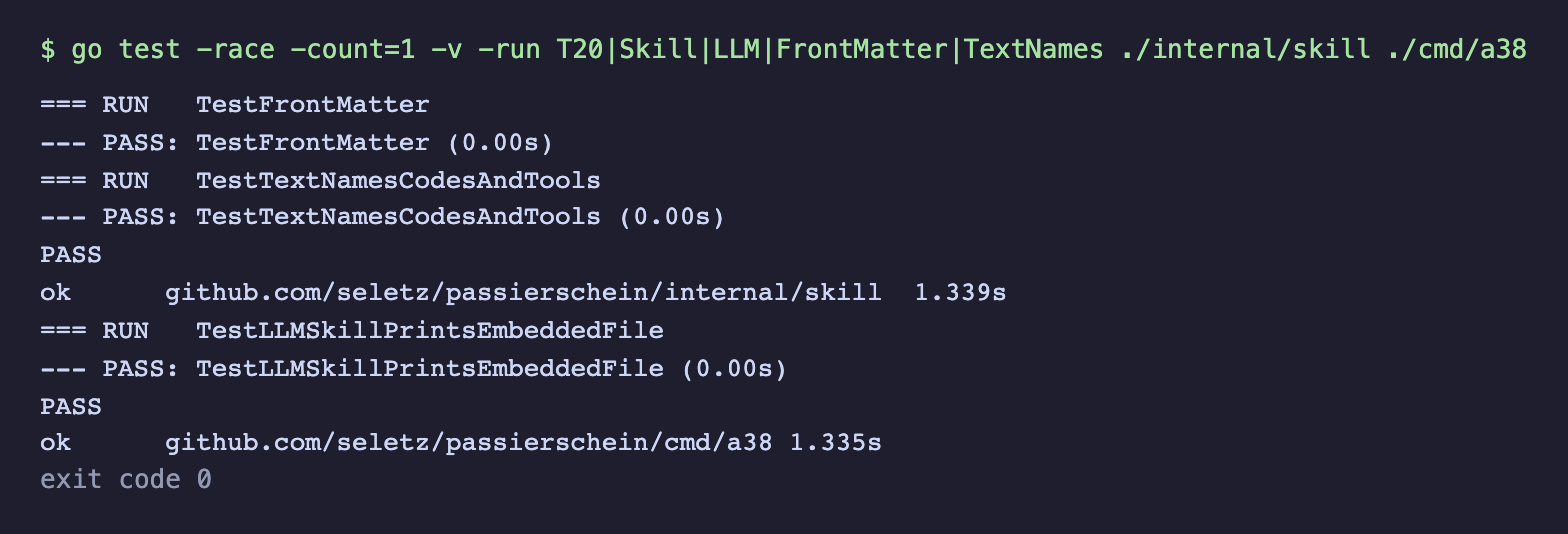 $ go test -race -count=1 -v -run T20|Skill|LLM|FrontMatter|TextNames ./internal/skill ./cmd/a38
=== RUN   TestFrontMatter
--- PASS: TestFrontMatter (0.00s)
=== RUN   TestTextNamesCodesAndTools
--- PASS: TestTextNamesCodesAndTools (0.00s)
PASS
ok      github.com/seletz/passierschein/internal/skill  1.339s
=== RUN   TestLLMSkillPrintsEmbeddedFile
--- PASS: TestLLMSkillPrintsEmbeddedFile (0.00s)
PASS
ok      github.com/seletz/passierschein/cmd/a38 1.335s
exit code 0